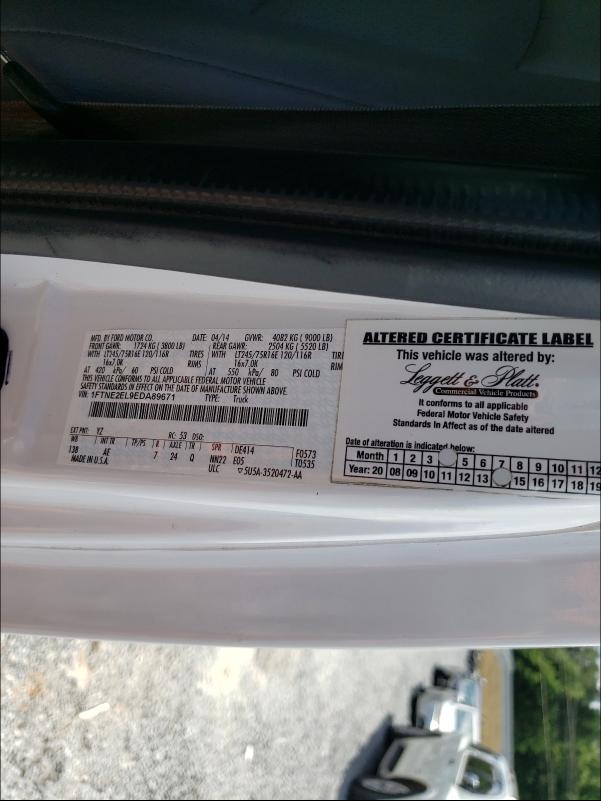 MFD. BY FORD MOTOR CO. DATE: 04/14 GVWR: 4082 KG ( 9000 LB)
FRONT GAWR: 1724 KG ( 3800 LB) REAR GAWR: 2504 KG ( 5520 LB)
WITH LT245/75R16E 120/116R TIRES WITH LT245/75R16E 120/116R TIRE
16x7.0K RIMS 16x7.0K RIM
AT 420 kPa/ 60 PSI COLD AT 550 kPa/ 80 PSI COLD
THIS VEHICLE CONFORMS TO ALL APPLICABLE FEDERAL MOTOR VEHICLE
SAFETY STANDARDS IN EFFECT ON THE DATE OF MANUFACTURE SHOWN ABOVE.
VIN: 1FTNE2EL9EDA89671 TYPE: Truck
EXT PNT: YZ RC: 53 DSO:
WB INT TR TP/PS R AXLE TR SPR DE414 F0573
138 AE 7 24 Q NN22 E05 T0535
MADE IN U.S.A. ULC 5U5A-3520472-AA
ALTERED CERTIFICATE LABEL
This vehicle was altered by:
Leggett & Platt
Commercial Vehicle Products
It conforms to all applicable
Federal Motor Vehicle Safety
Standards In Affect as of the date altered
Date of alteration is indicated below:
Month 1 2 3 5 6 7 8 9 10 11 12
Year: 20 08 09 10 11 12 13 15 16 17 18 19